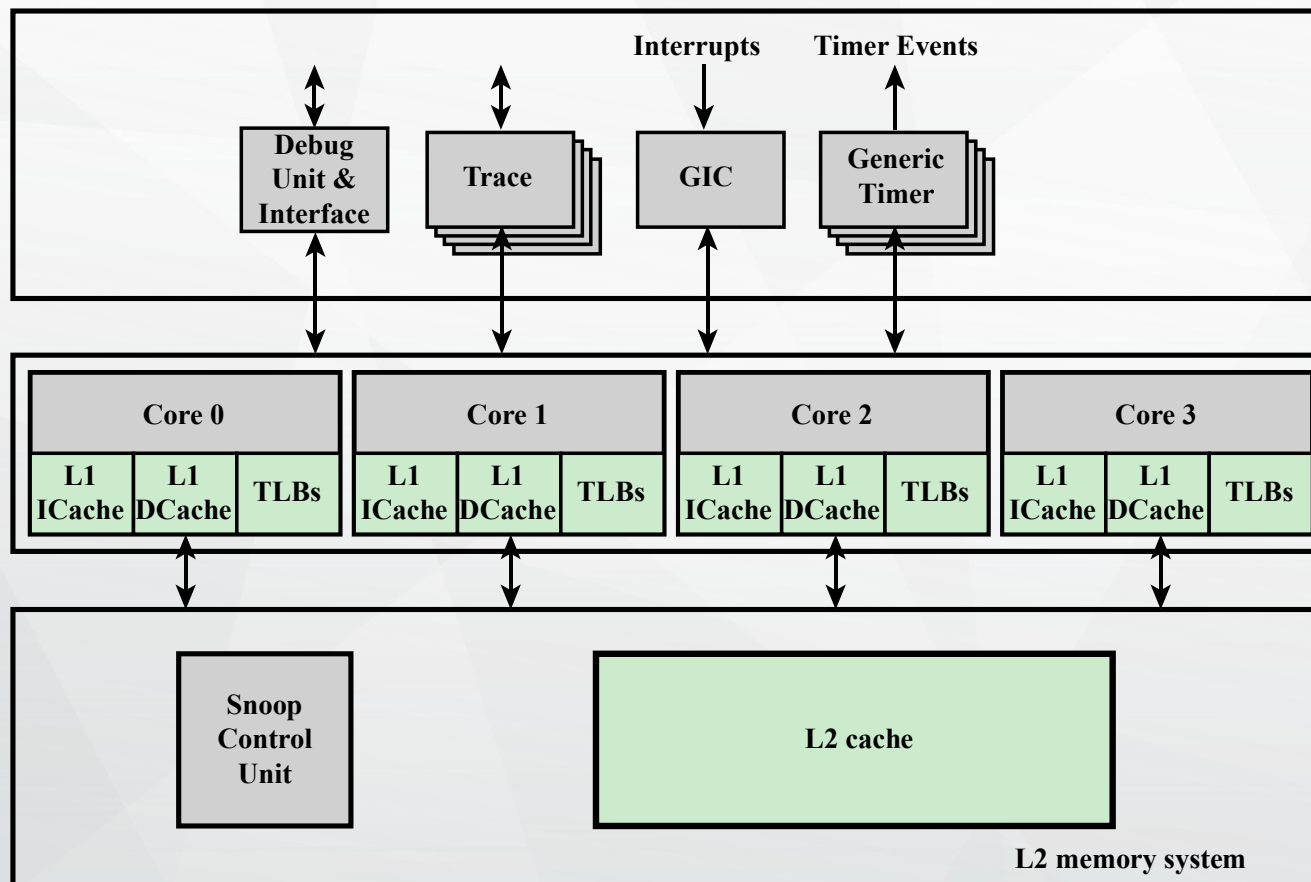 Interrupts
Timer Events
Debug
Unit &
Interface
Trace
GIC
Generic
Timer
Core 0
L1
ICache
L1
DCache
TLBs
Core 1
L1
ICache
L1
DCache
TLBs
Core 2
L1
ICache
L1
DCache
TLBs
Core 3
L1
ICache
L1
DCache
TLBs
Snoop
Control
Unit
L2 cache
L2 memory system